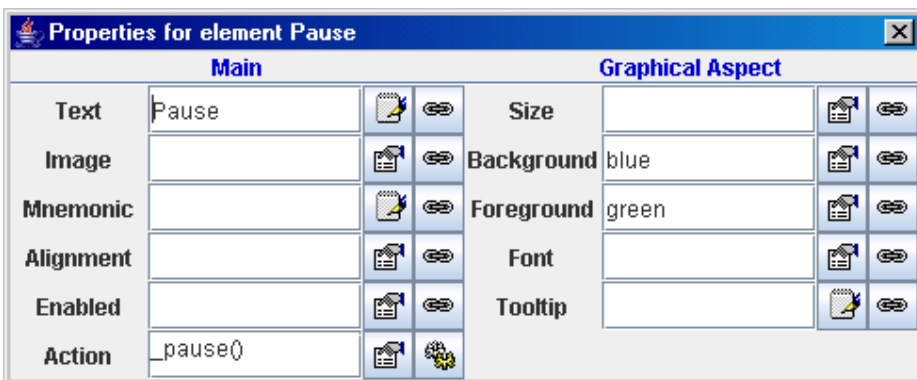 Properties for element Pause
Main Graphical Aspect
Text Pause Size
Image Background blue
Mnemonic Foreground green
Alignment Font
Enabled Tooltip
Action _pause()